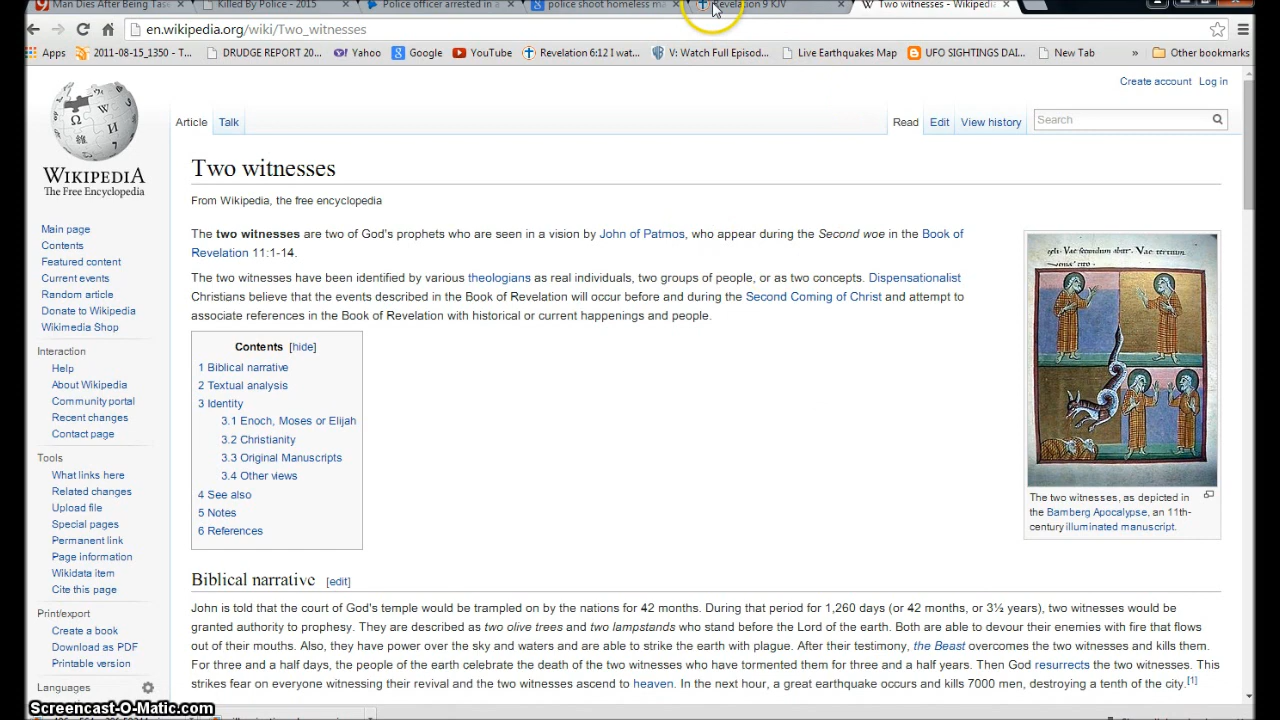 Man Dies After Being Tase
Killed By Police - 2015
Police officer arrested in a
police shoot homeless ma
evelation 9 KJV
Two witnesses - Wikipedi
en.wikipedia.org/wiki/Two_witnesses
Apps
2011-08-15_1350 - T...
DRUDGE REPORT 20...
Yahoo
Google
YouTube
Revelation 6:12 I wat...
V: Watch Full Episod...
Live Earthquakes Map
UFO SIGHTINGS DAI...
New Tab
»
Other bookmarks
Create account Log in
WIKIPEDIA
The Free Encyclopedia
Article Talk
Read Edit View history
Search
Main page
Contents
Featured content
Current events
Random article
Donate to Wikipedia
Wikimedia Shop
Interaction
Help
About Wikipedia
Community portal
Recent changes
Contact page
Tools
What links here
Related changes
Upload file
Special pages
Permanent link
Page information
Wikidata item
Cite this page
Print/export
Create a book
Download as PDF
Printable version
Languages
Two witnesses
From Wikipedia, the free encyclopedia
The two witnesses are two of God's prophets who are seen in a vision by John of Patmos, who appear during the Second woe in the Book of
Revelation 11:1-14.
The two witnesses have been identified by various theologians as real individuals, two groups of people, or as two concepts. Dispensationalist
Christians believe that the events described in the Book of Revelation will occur before and during the Second Coming of Christ and attempt to
associate references in the Book of Revelation with historical or current happenings and people.
Contents [hide]
1 Biblical narrative
2 Textual analysis
3 Identity
3.1 Enoch, Moses or Elijah
3.2 Christianity
3.3 Original Manuscripts
3.4 Other views
4 See also
5 Notes
6 References
The two witnesses, as depicted in
the Bamberg Apocalypse, an 11th-
century illuminated manuscript.
Biblical narrative [edit]
John is told that the court of God's temple would be trampled on by the nations for 42 months. During that period for 1,260 days (or 42 months, or 3½ years), two witnesses would be
granted authority to prophesy. They are described as two olive trees and two lampstands who stand before the Lord of the earth. Both are able to devour their enemies with fire that flows
out of their mouths. Also, they have power over the sky and waters and are able to strike the earth with plague. After their testimony, the Beast overcomes the two witnesses and kills them.
For three and a half days, the people of the earth celebrate the death of the two witnesses who have tormented them for three and a half years. Then God resurrects the two witnesses. This
strikes fear on everyone witnessing their revival and the two witnesses ascend to heaven. In the next hour, a great earthquake occurs and kills 7000 men, destroying a tenth of the city.[1]
Screencast-O-Matic.com